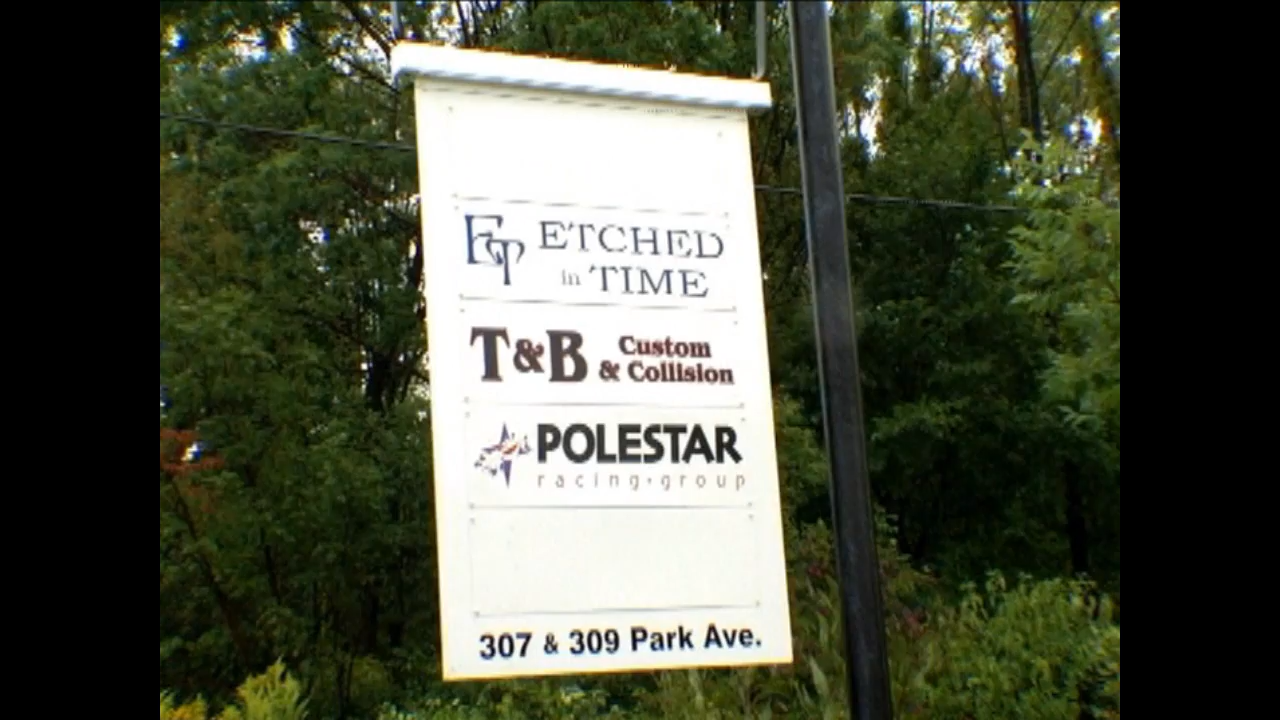 ET ETCHED
in TIME
T&B Custom
& Collision
POLESTAR
racing·group
307 & 309 Park Ave.